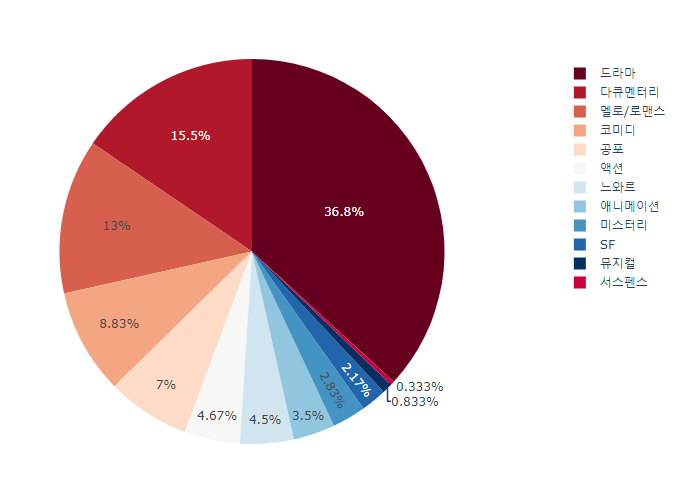 드라마
다큐멘터리
멜로/로맨스
코미디
공포
액션
느와르
애니메이션
미스터리
SF
뮤지컬
서스펜스
36.8%
15.5%
13%
8.83%
7%
4.67%
4.5%
3.5%
2.83%
2.17%
0.833%
0.333%